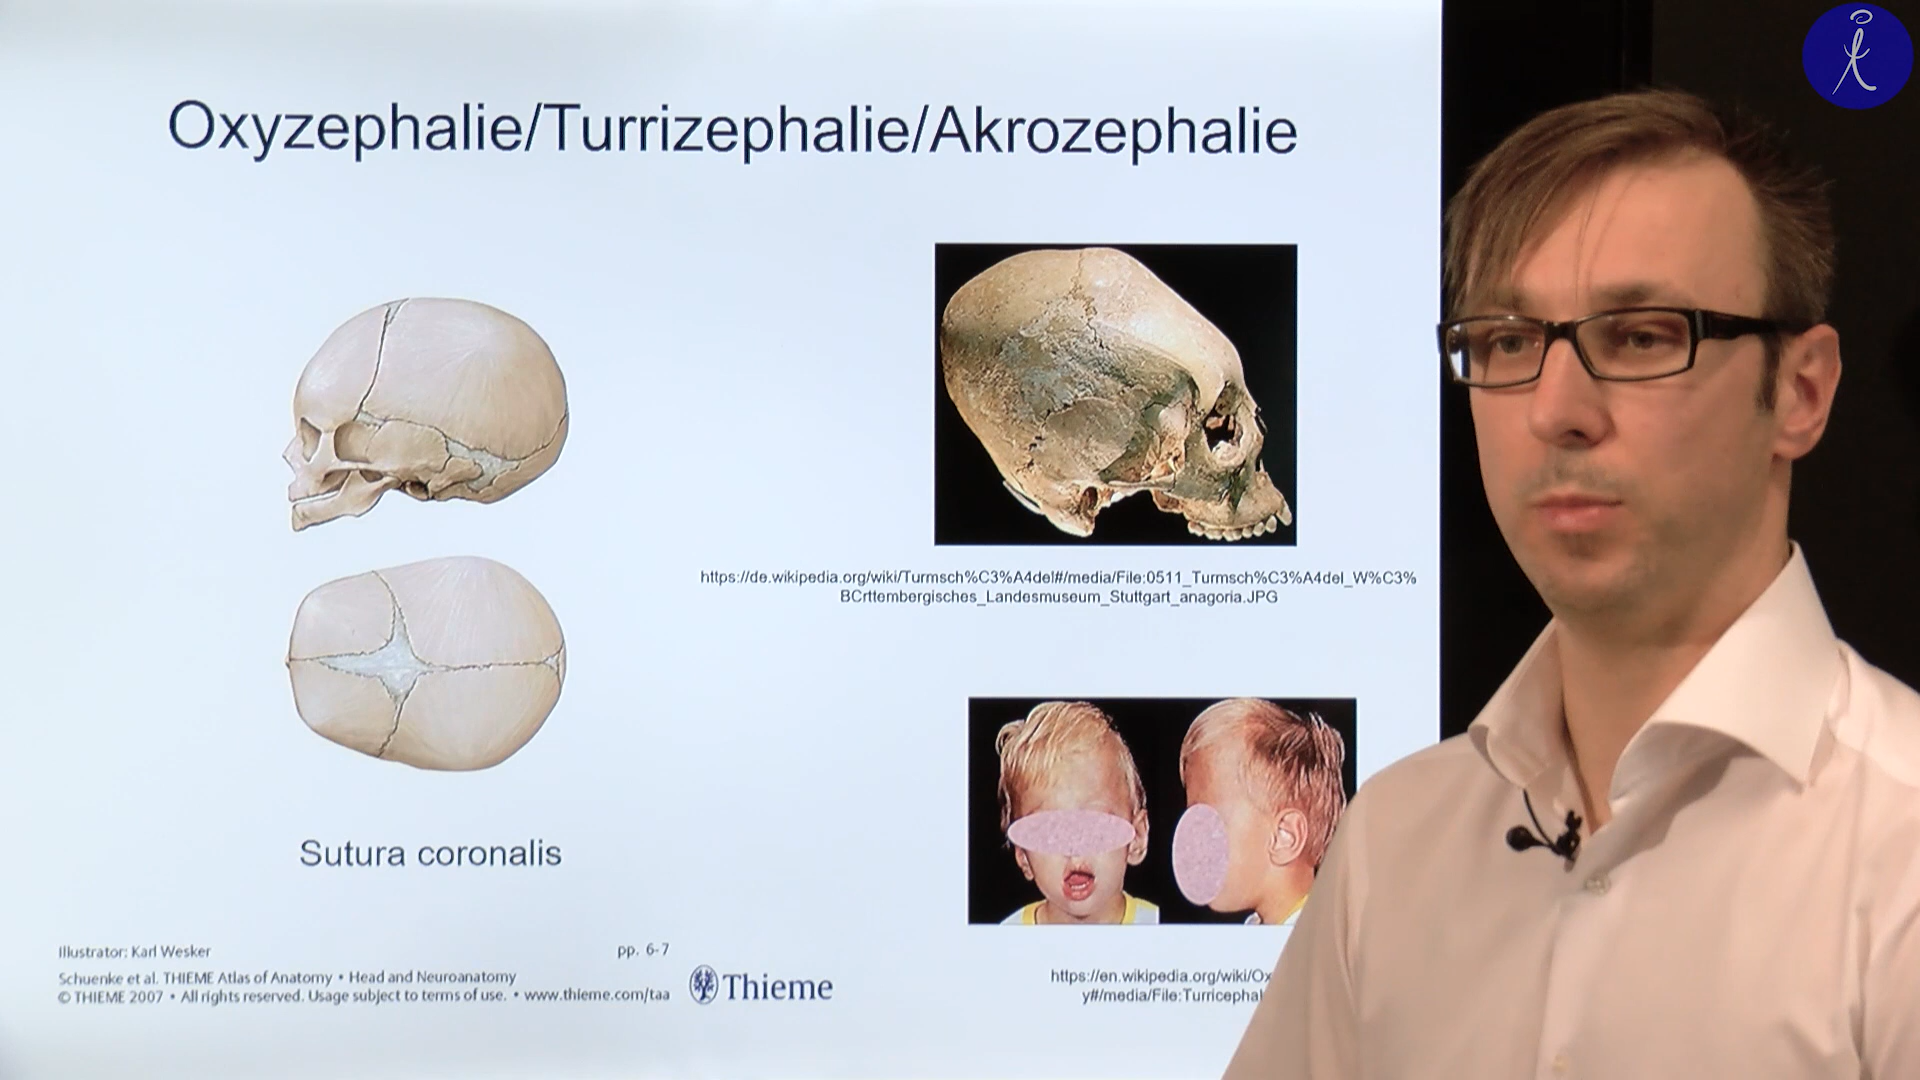 Oxyzephalie/Turrizephalie/Akrozephalie
https://de.wikipedia.org/wiki/Turmsch%C3%A4del#/media/File:0511_Turmsch%C3%A4del_W%C3%
BCrttembergisches_Landesmuseum_Stuttgart_anagoria.JPG
Sutura coronalis
Illustrator: Karl Wesker
pp. 6-7
Schuenke et al. THIEME Atlas of Anatomy • Head and Neuroanatomy
© THIEME 2007 • All rights reserved. Usage subject to terms of use. • www.thieme.com/taa
Thieme
https://en.wikipedia.org/wiki/Ox
y#/media/File:Turricephal